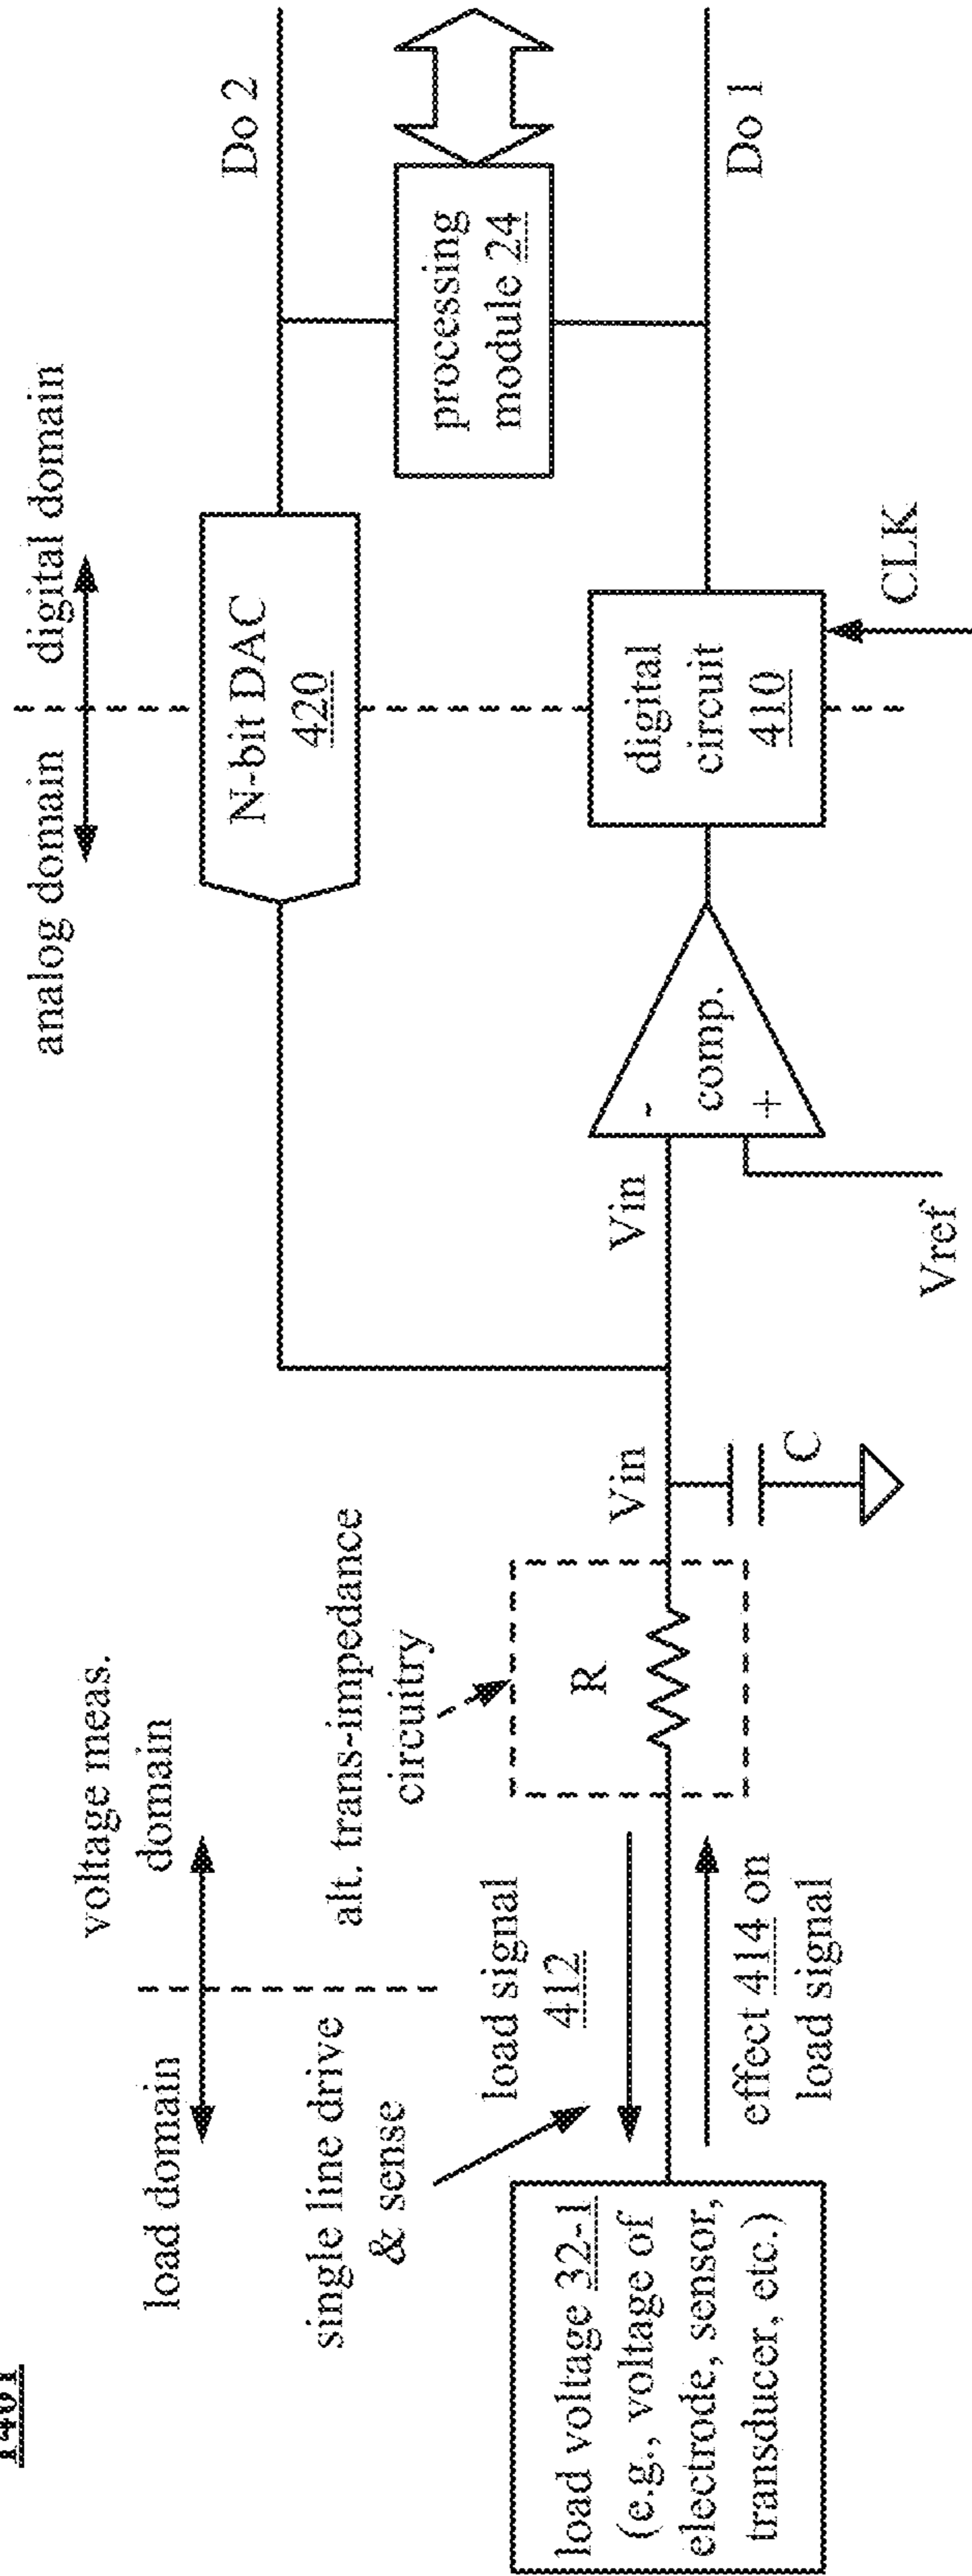 analog domain
digital domain
voltage meas.
domain
load domain
Do 2
N-bit DAC
420
processing
module 24
single line drive
& sense
alt. trans-impedance
circuitry
load signal
412
R
Vin
Vin
-
comp.
+
digital
circuit
410
Do 1
load voltage 32-1
(e.g., voltage of
electrode, sensor,
transducer, etc.)
effect 414 on
load signal
C
Vref
CLK